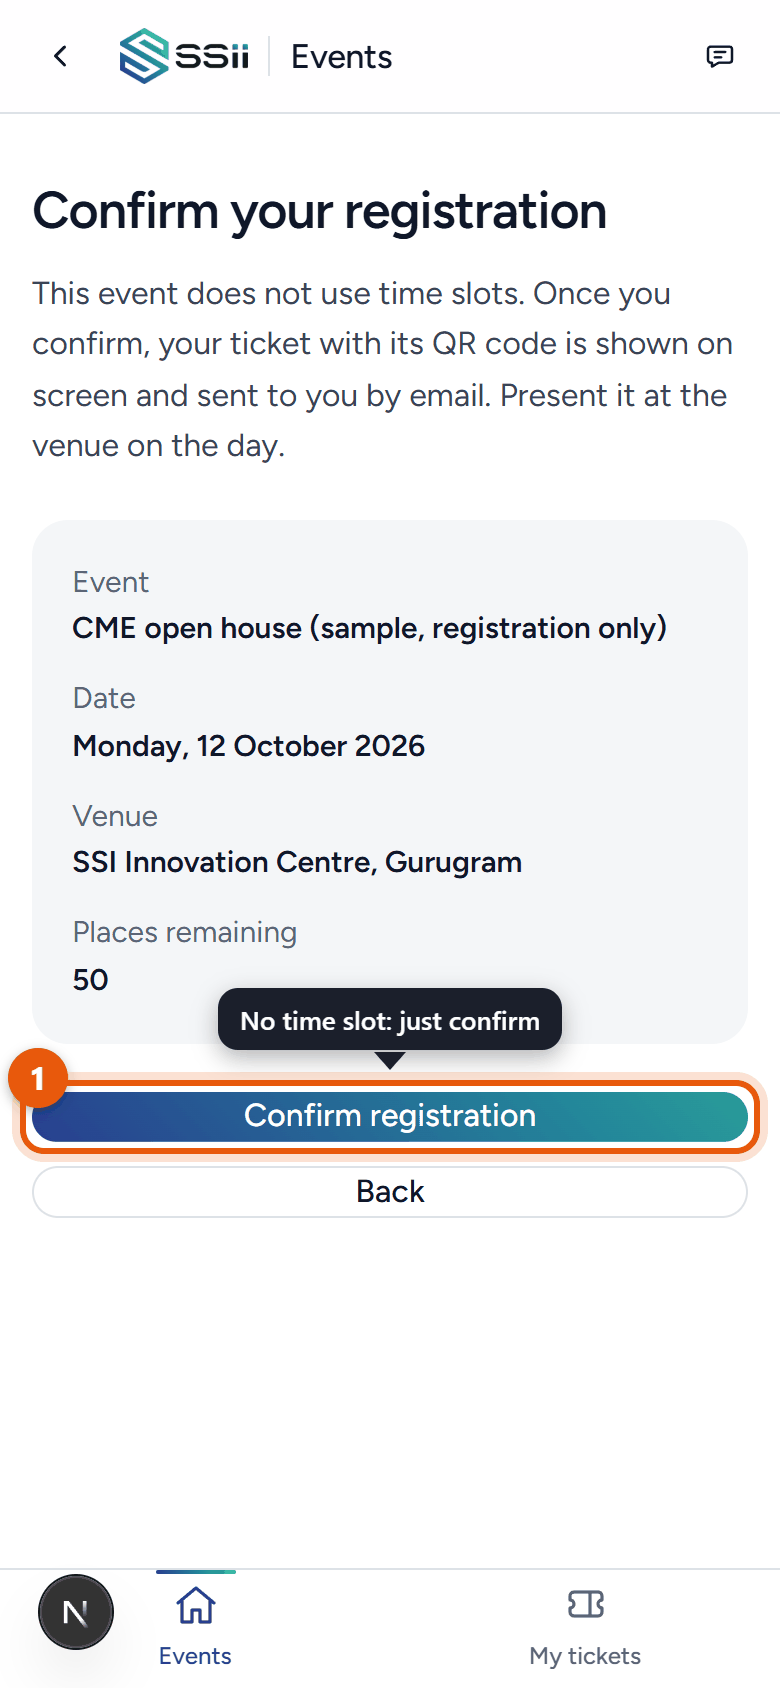 SSii
Events
Confirm your registration
This event does not use time slots. Once you
confirm, your ticket with its QR code is shown on
screen and sent to you by email. Present it at the
venue on the day.
Event
CME open house (sample, registration only)
Date
Monday, 12 October 2026
Venue
SSI Innovation Centre, Gurugram
Places remaining
50
No time slot: just confirm
1
Confirm registration
Back
N
Events
My tickets